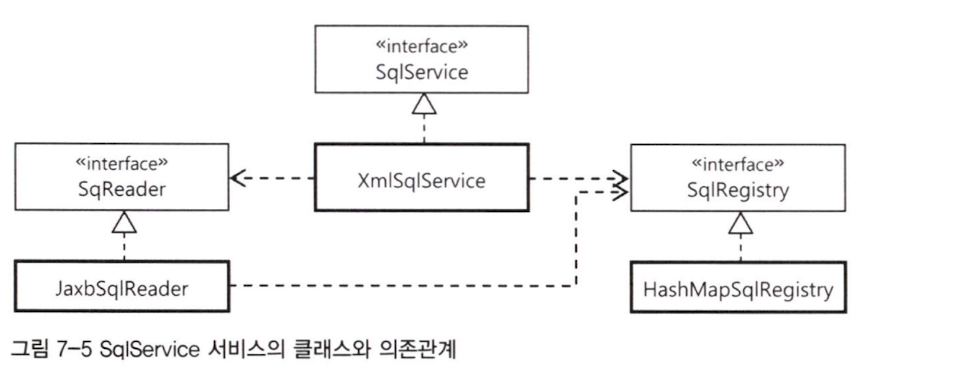 «interface»
SqlService
«interface»
SqReader
XmlSqlService
«interface»
SqlRegistry
JaxbSqlReader
HashMapSqlRegistry
그림 7-5 SqlService 서비스의 클래스와 의존관계